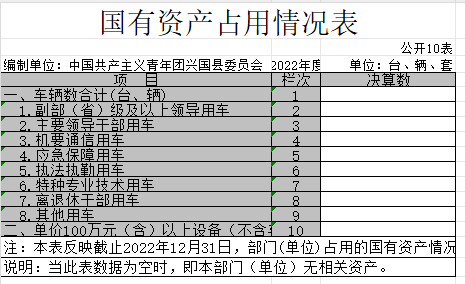 国有资产占用情况表
公开10表
编制单位：中国共产主义青年团兴国县委员会 2022年度 单位：台、辆、套
项 目 栏次 决算数
一、车辆数合计(台、辆) 1
1.副部（省）级及以上领导用车 2
2.主要领导干部用车 3
3.机要通信用车 4
4.应急保障用车 5
5.执法执勤用车 6
6.特种专业技术用车 7
7.离退休干部用车 8
8.其他用车 9
二、单价100万元（含）以上设备（不含 10
注：本表反映截止2022年12月31日，部门(单位)占用的国有资产情况
说明：当此表数据为空时，即本部门（单位）无相关资产。